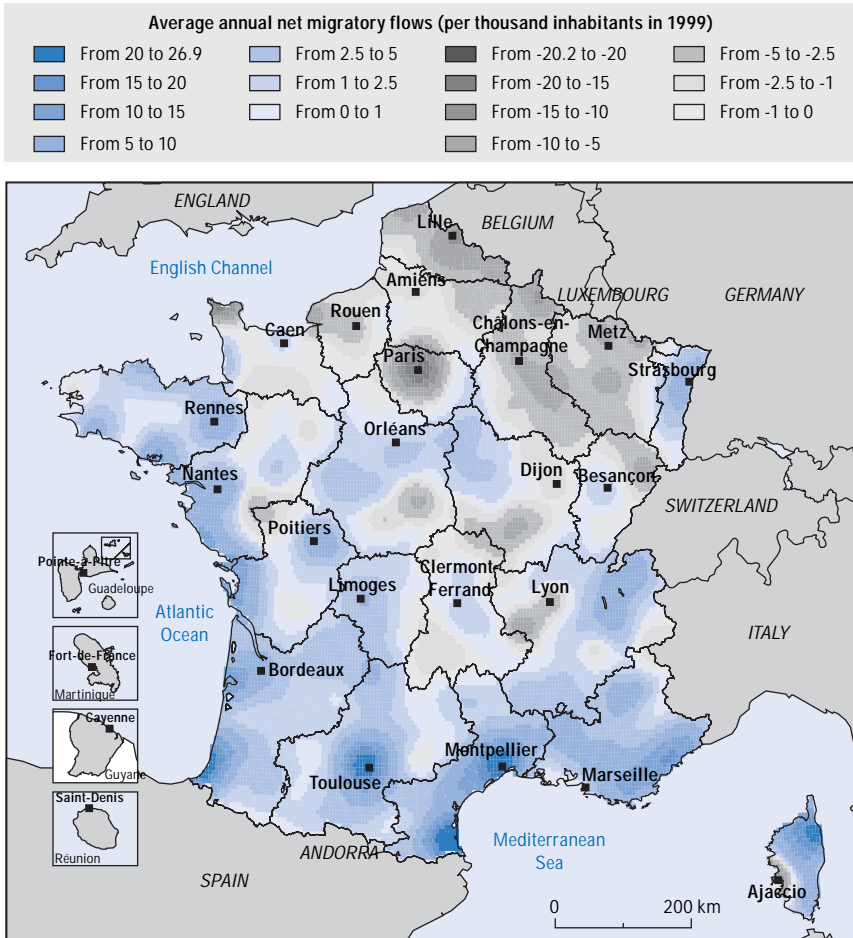 Average annual net migratory flows (per thousand inhabitants in 1999)
From 20 to 26.9
From 15 to 20
From 10 to 15
From 5 to 10
From 2.5 to 5
From 1 to 2.5
From 0 to 1
From -20.2 to -20
From -20 to -15
From -15 to -10
From -10 to -5
From -5 to -2.5
From -2.5 to -1
From -1 to 0
ENGLAND
Lille
BELGIUM
English Channel
Amiens
LUXEMBOURG
GERMANY
Rouen
Caen
Châlons-en-
Champagne
Metz
Paris
Strasbourg
Rennes
Orléans
Nantes
Dijon
Besançon
SWITZERLAND
Poitiers
Pointe-à-Pitre
Guadeloupe
Clermont-
Ferrand
Limoges
Lyon
Atlantic
Ocean
ITALY
Fort-de-France
Martinique
Bordeaux
Cayenne
Guyane
Montpellier
Marseille
Toulouse
Saint-Denis
Réunion
ANDORRA
Mediterranean
Sea
SPAIN
Ajaccio
0 200 km